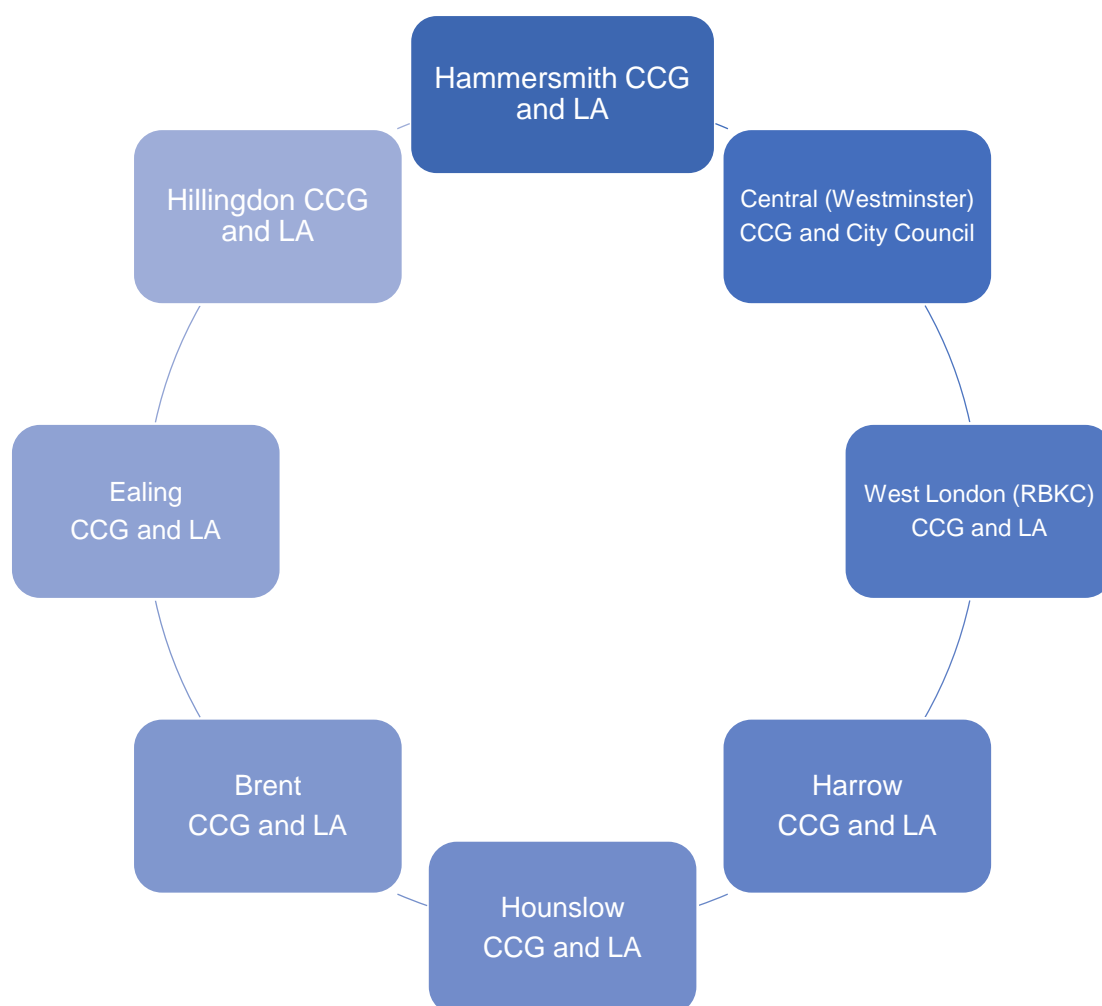 Hammersmith CCG
and LA
Central (Westminster)
CCG and City Council
West London (RBKC)
CCG and LA
Harrow
CCG and LA
Hounslow
CCG and LA
Brent
CCG and LA
Ealing
CCG and LA
Hillingdon CCG
and LA